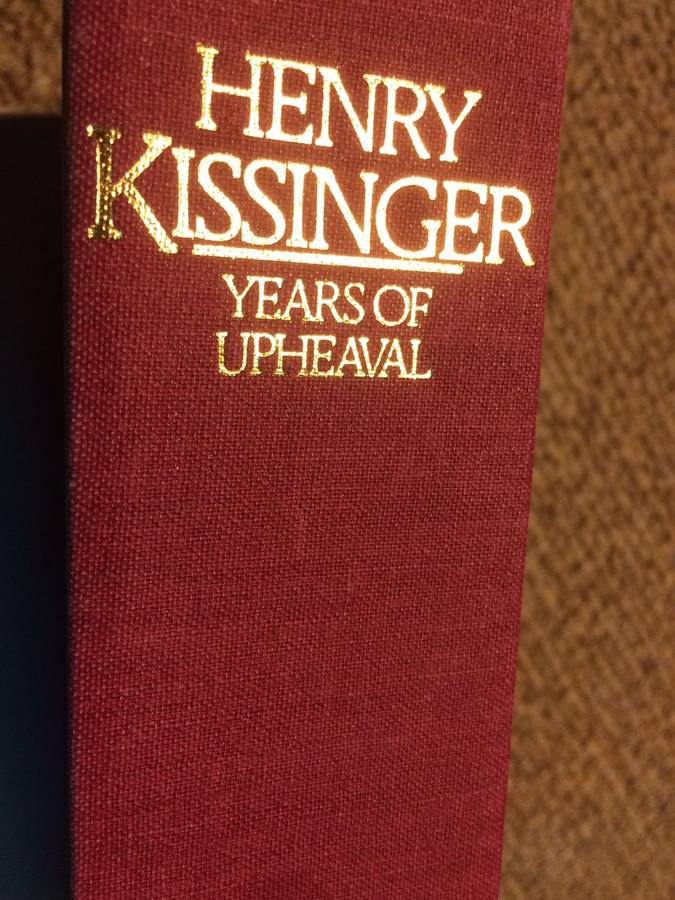 HENRY
KISSINGER
YEARS OF
UPHEAVAL